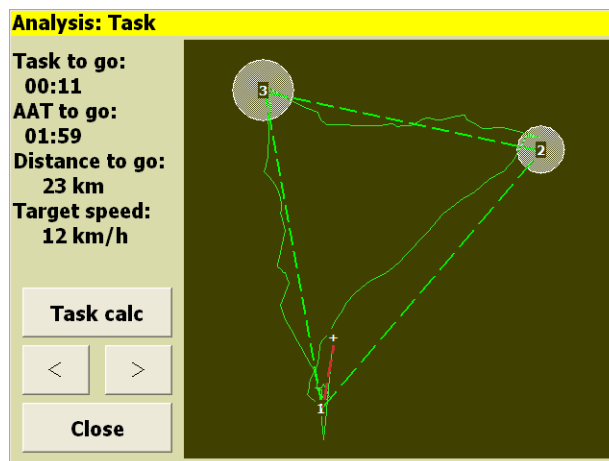 Analysis: Task
Task to go:
00:11
AAT to go:
01:59
Distance to go:
23 km
Target speed:
12 km/h
Task calc
< >
Close
3
2
1